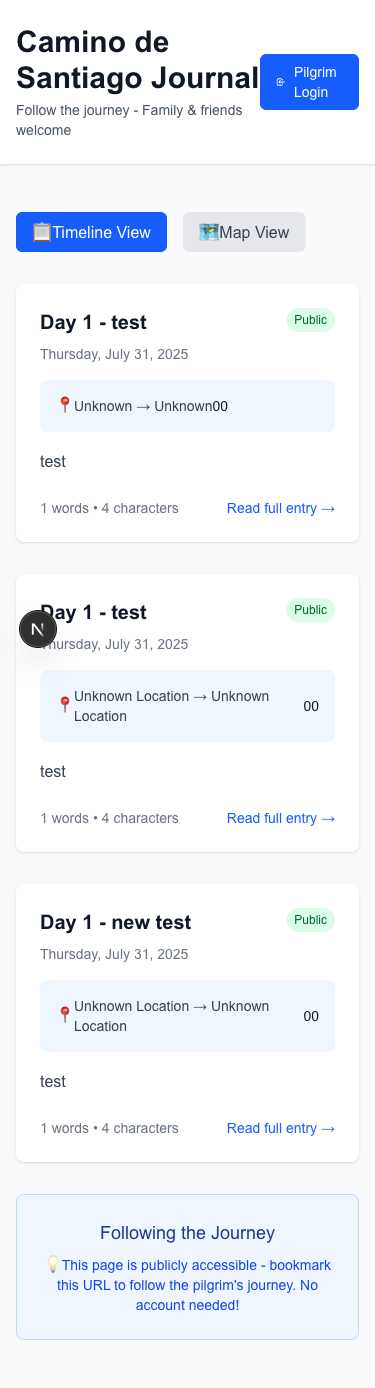 Camino de
Santiago Journal
Follow the journey - Family & friends
welcome
Pilgrim
Login
Timeline View
Map View
Day 1 - test
Public
Thursday, July 31, 2025
Unknown → Unknown00
test
1 words • 4 characters
Read full entry →
Day 1 - test
Public
N
Thursday, July 31, 2025
Unknown Location → Unknown
Location
00
test
1 words • 4 characters
Read full entry →
Day 1 - new test
Public
Thursday, July 31, 2025
Unknown Location → Unknown
Location
00
test
1 words • 4 characters
Read full entry →
Following the Journey
This page is publicly accessible - bookmark
this URL to follow the pilgrim's journey. No
account needed!